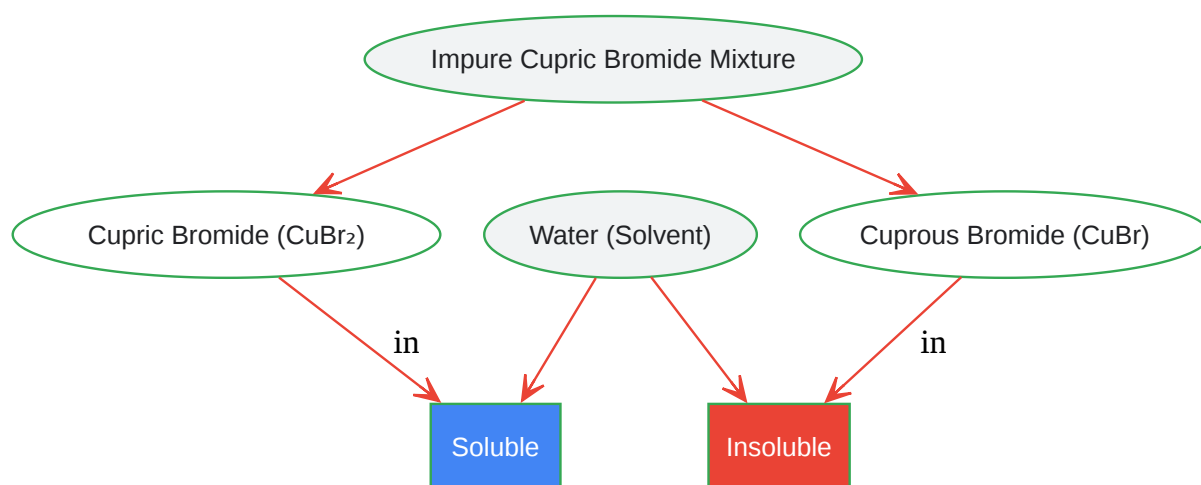 Impure Cupric Bromide Mixture
Cupric Bromide (CuBr₂)
Water (Solvent)
Cuprous Bromide (CuBr)
in
in
Soluble
Insoluble